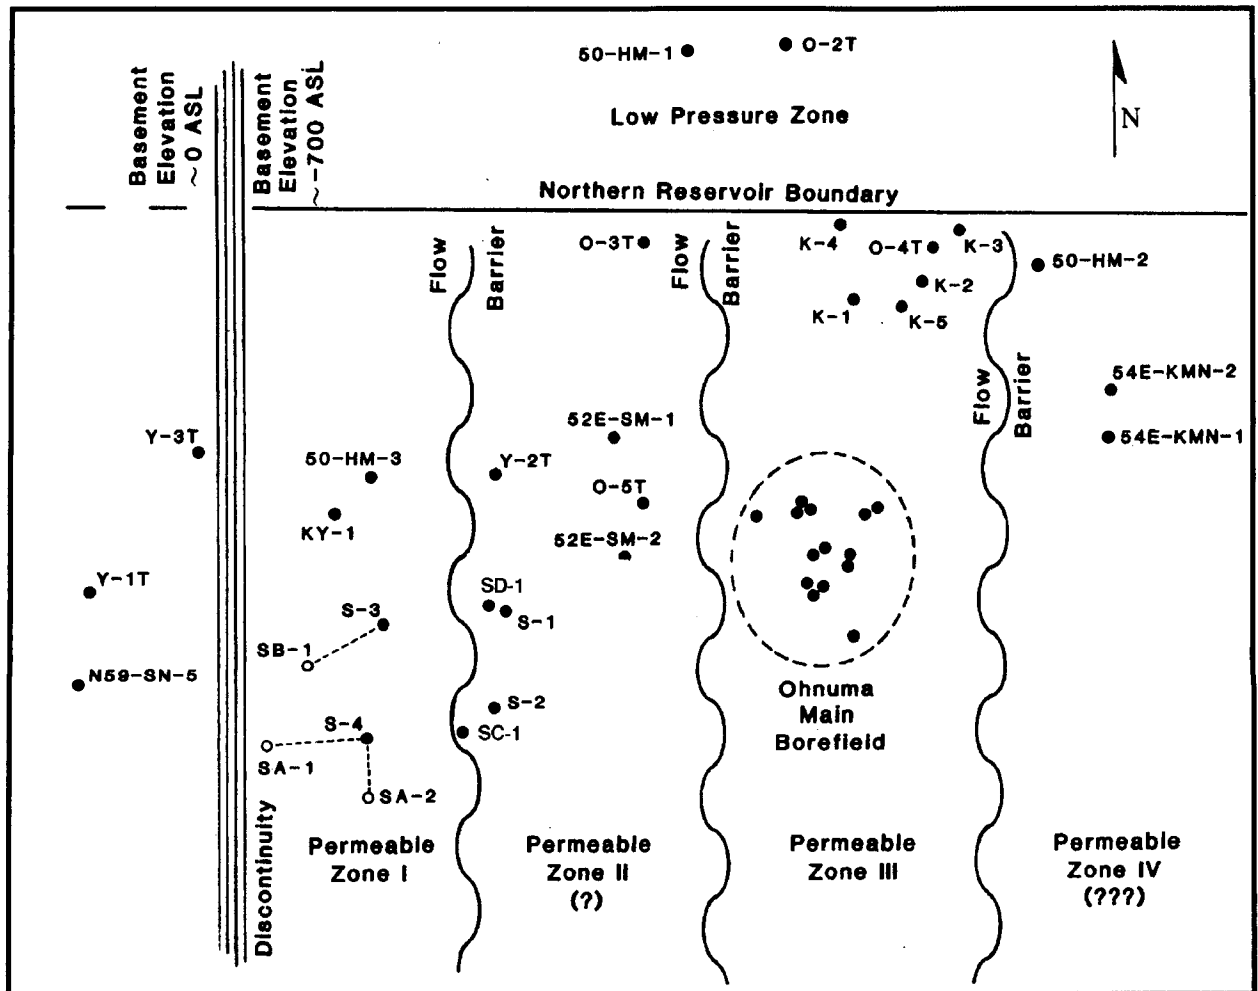 50-HM-1
O-2T
Low Pressure Zone
N
Basement
Elevation
~0 ASL
Basement
Elevation
~-700 ASL
Northern Reservoir Boundary
Flow
Barrier
O-3T
Flow
Barrier
K-4
O-4T
K-3
K-2
K-1
K-5
50-HM-2
Flow
Barrier
54E-KMN-2
54E-KMN-1
Y-3T
50-HM-3
KY-1
52E-SM-1
Y-2T
O-5T
52E-SM-2
Y-1T
SD-1
S-1
S-3
SB-1
N59-SN-5
S-2
SC-1
S-4
SA-1
SA-2
Ohnuma
Main
Borefield
Discontinuity
Permeable
Zone I
Permeable
Zone II
(?)
Permeable
Zone III
Permeable
Zone IV
(???)